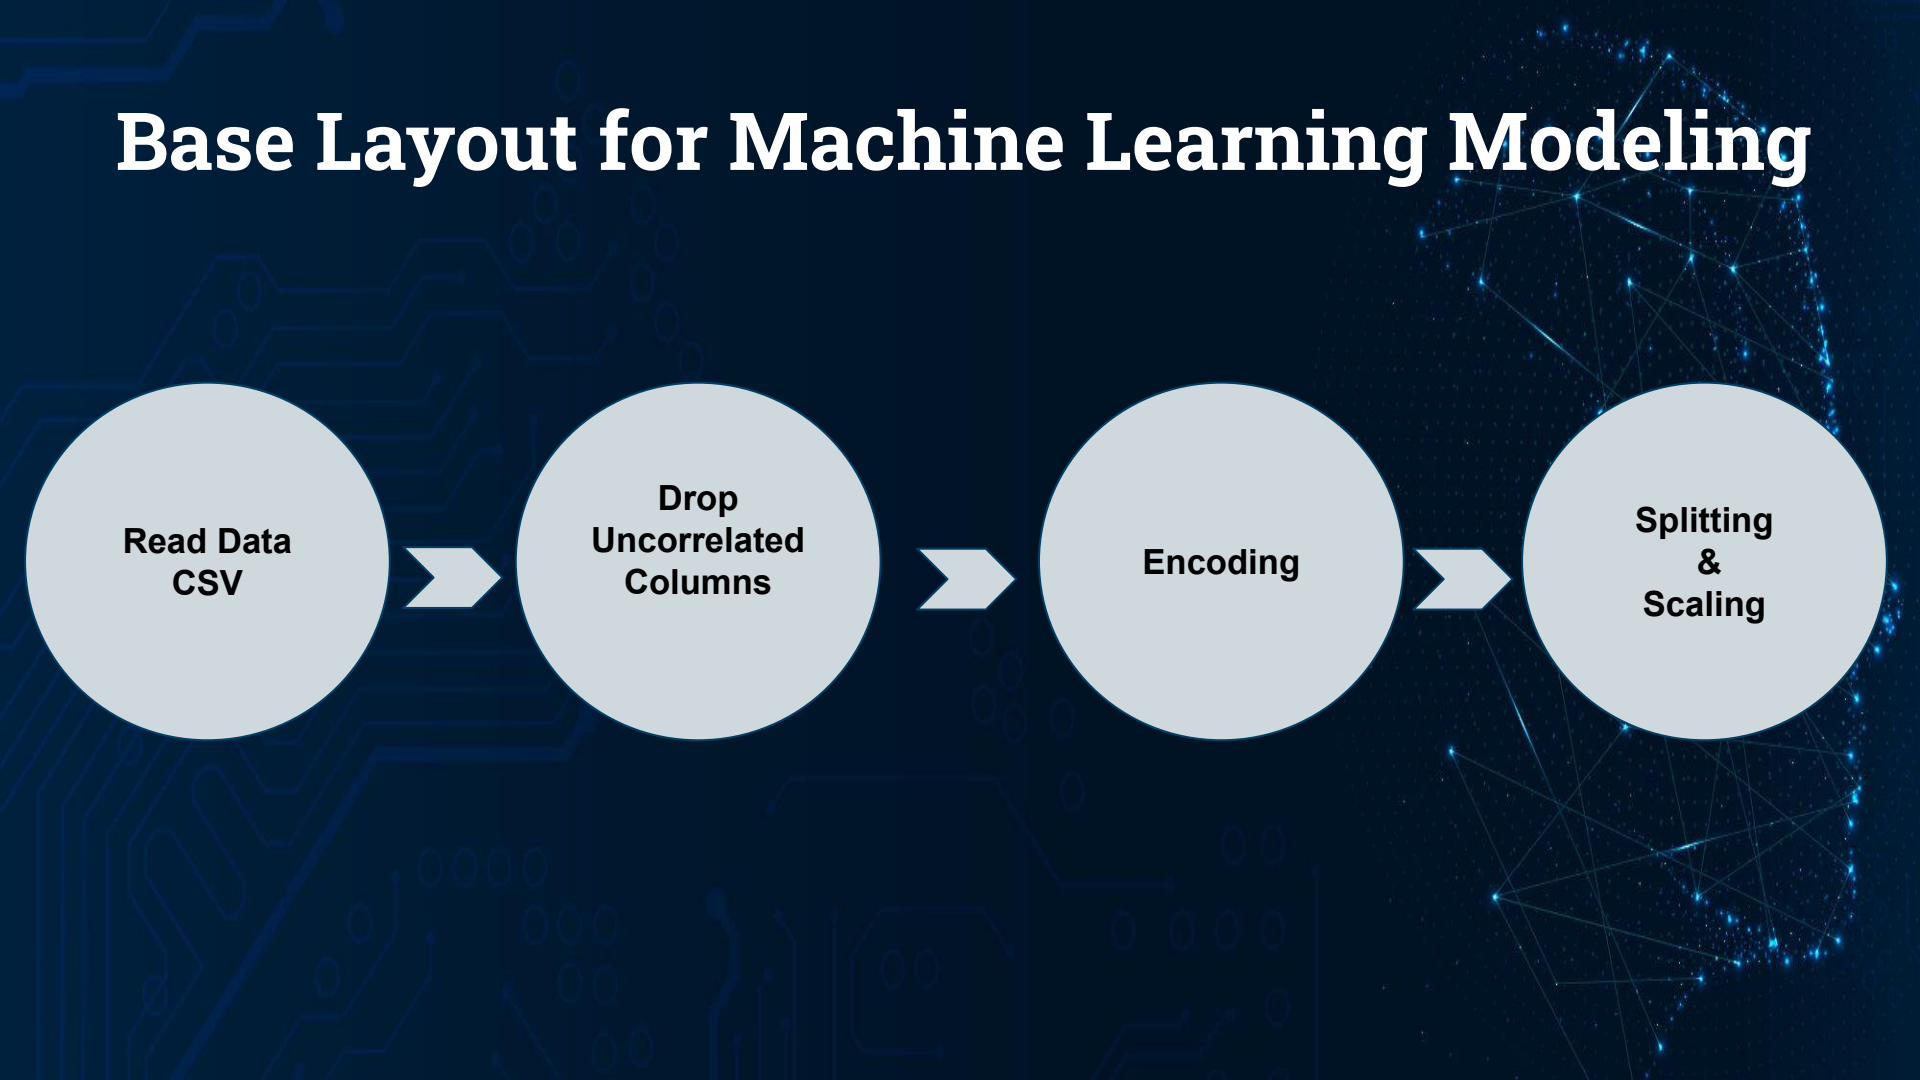 Base Layout for Machine Learning Modeling
Read Data
CSV
Drop
Uncorrelated
Columns
Encoding
Splitting
&
Scaling